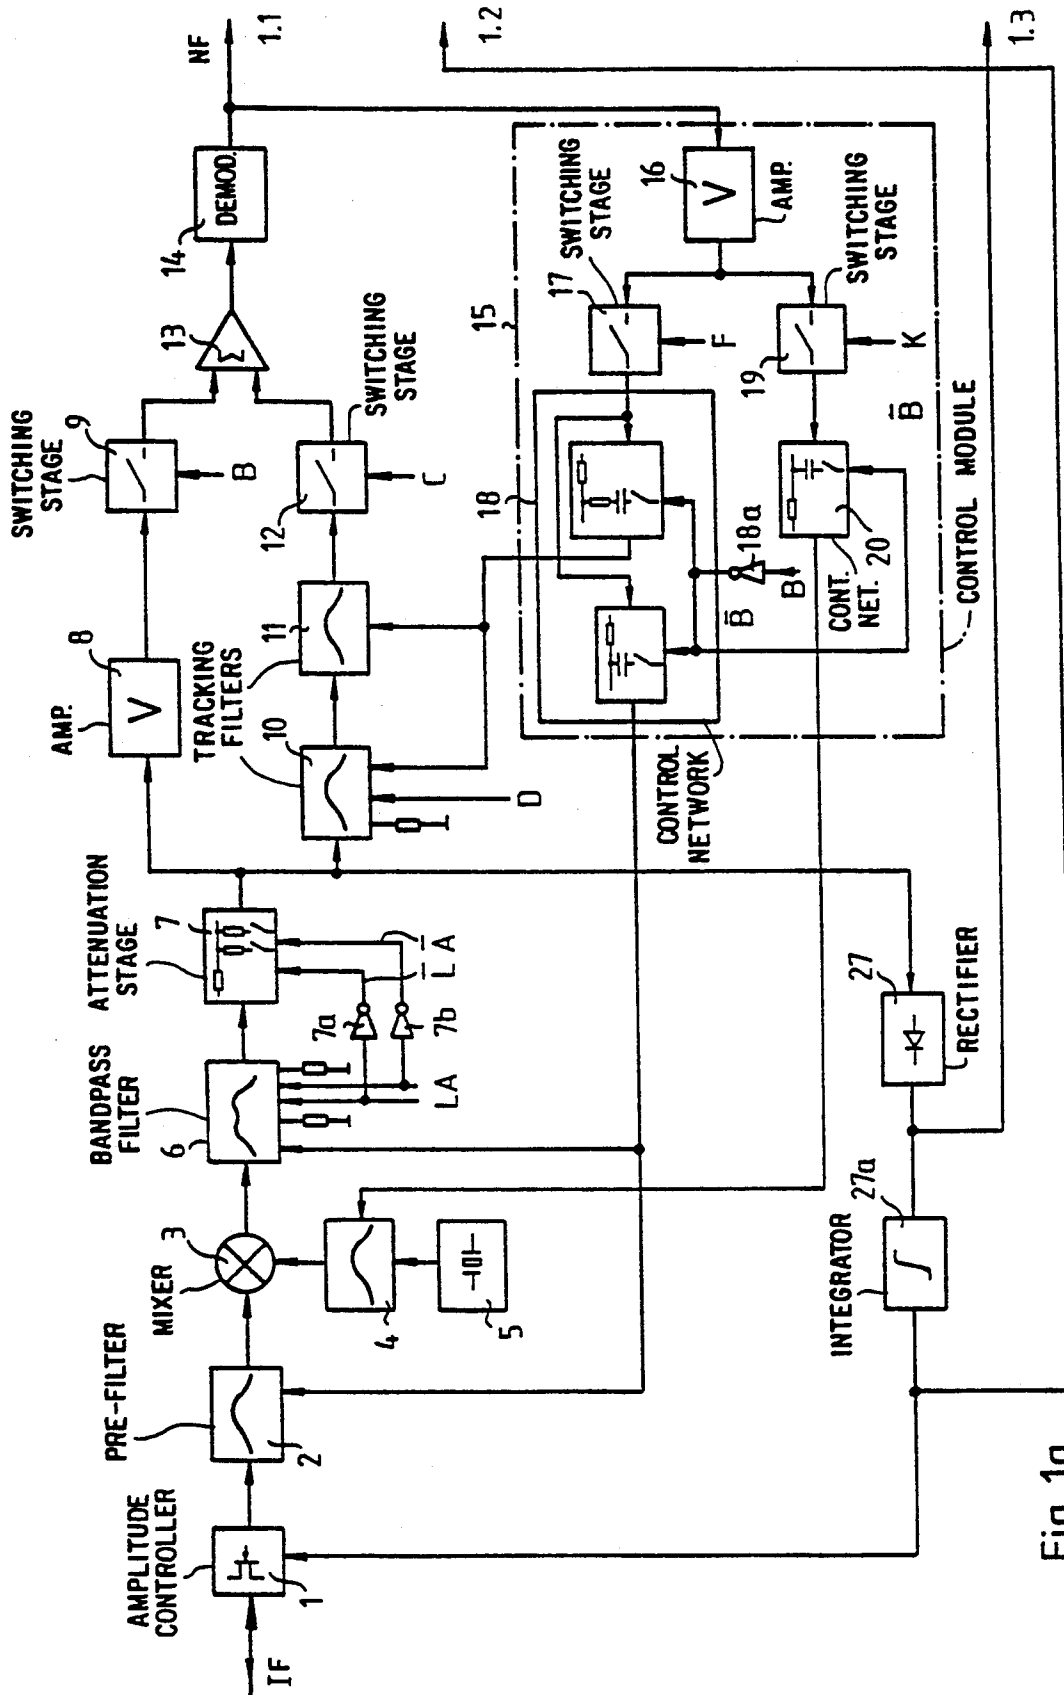 IF
AMPLITUDE
CONTROLLER
1
PRE-FILTER
2
MIXER
3
4
5
BANDPASS
FILTER
6
LA
7a
7b
L̅A̅
ATTENUATION
STAGE
7
AMP.
8
V
SWITCHING
STAGE
9
B
TRACKING
FILTERS
10
D
11
12
SWITCHING
STAGE
C
13
Σ
14
DEMOD.
NF
1.1
1.2
1.3
15
16
V
AMP.
SWITCHING
STAGE
17
F
SWITCHING
STAGE
19
K
18
18a
B
B̅
B̅
20
CONT.
NET.
CONTROL
NETWORK
CONTROL MODULE
27
RECTIFIER
27a
INTEGRATOR
∫
Fig. 1a